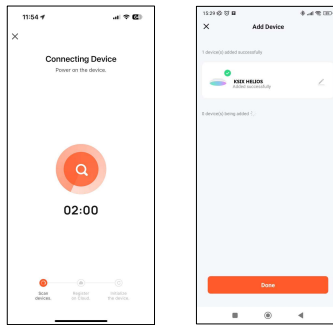 11:54
Connecting Device
Power on the device.
02:00
Scan
devices.
Register
on Cloud.
Initialize
the device.
15:29
Add Device
1 device(s) added successfully
KSIX HELIOS
Added successfully
0 device(s) being added
Done